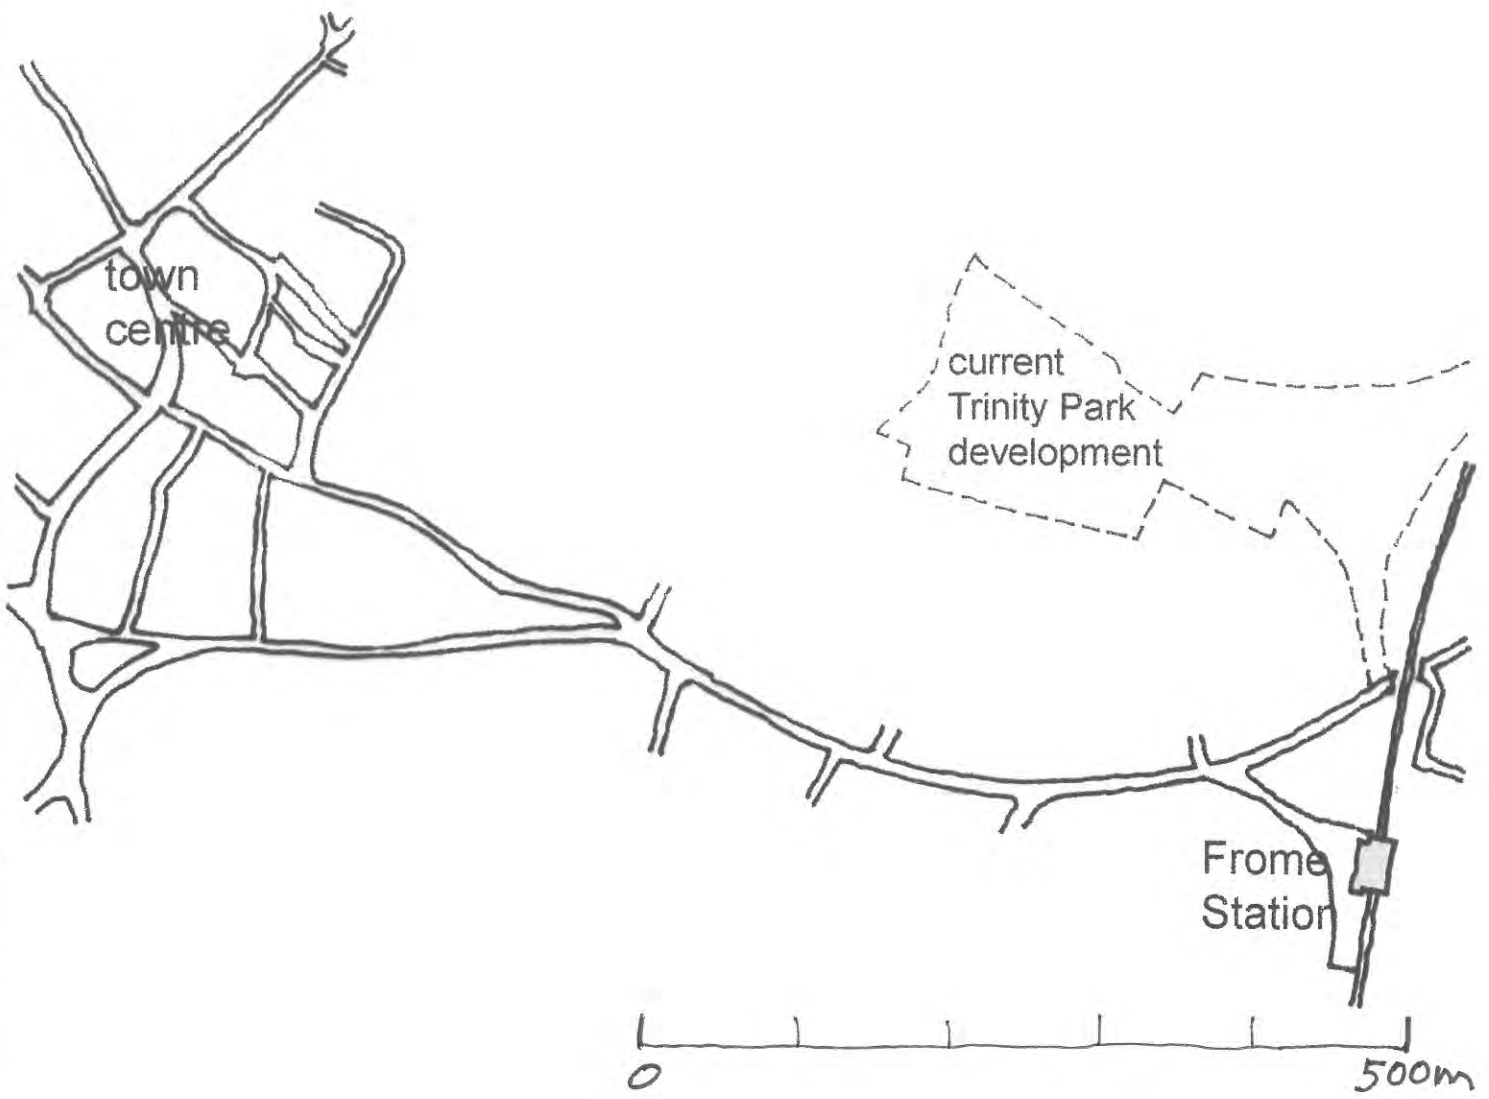 town
centre
current
Trinity Park
development
Frome
Station
0
500m